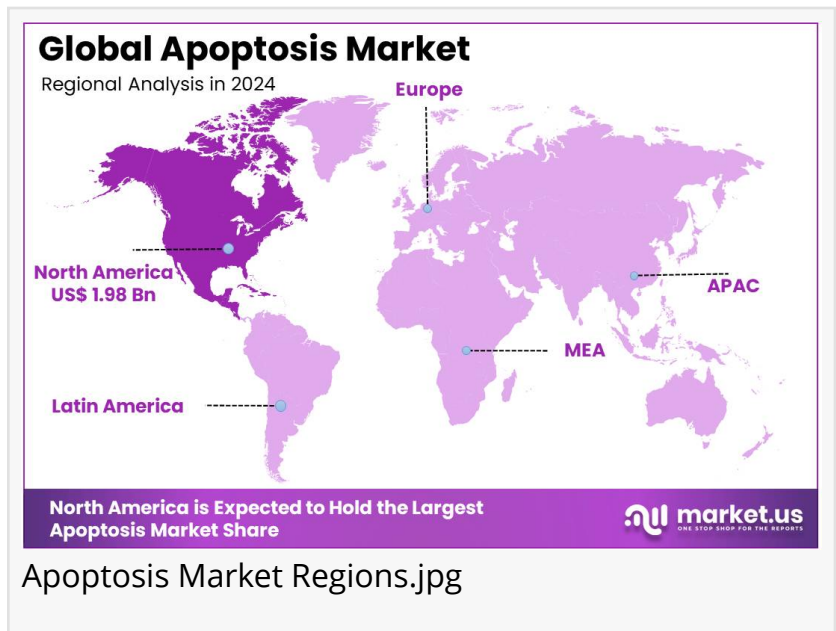 Global Apoptosis Market
Regional Analysis in 2024
Europe
North America
US$ 1.98 Bn
APAC
MEA
Latin America
North America is Expected to Hold the Largest
Apoptosis Market Share
market.us
ONE STOP SHOP FOR THE REPORTS
Apoptosis Market Regions.jpg